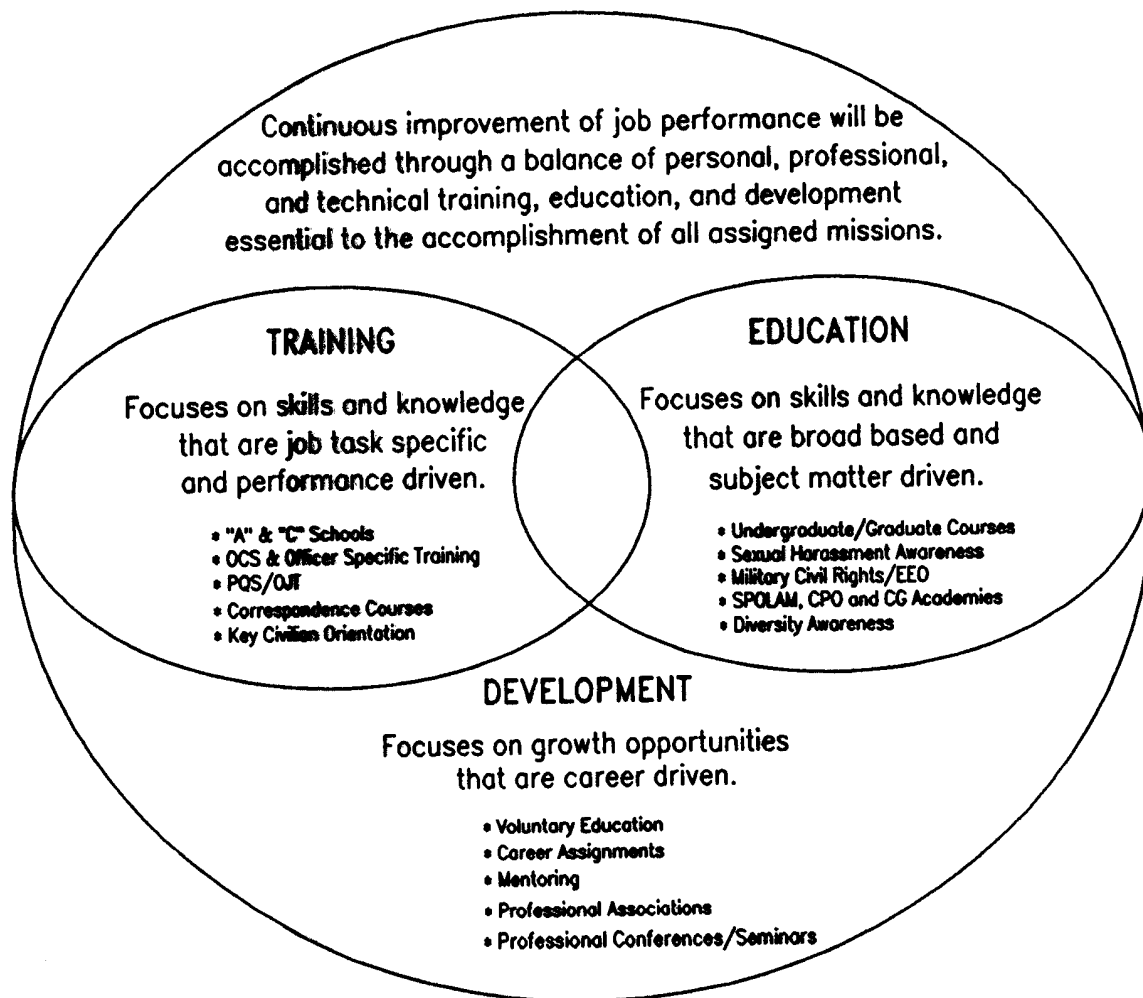 Continuous improvement of job performance will be
accomplished through a balance of personal, professional,
and technical training, education, and development
essential to the accomplishment of all assigned missions.
TRAINING
Focuses on skills and knowledge
that are job task specific
and performance driven.
* "A" & "C" Schools
* OCS & Officer Specific Training
* PQS/OJT
* Correspondence Courses
* Key Civilian Orientation
EDUCATION
Focuses on skills and knowledge
that are broad based and
subject matter driven.
* Undergraduate/Graduate Courses
* Sexual Harassment Awareness
* Military Civil Rights/EEO
* SPOLAM, CPO and CG Academies
* Diversity Awareness
DEVELOPMENT
Focuses on growth opportunities
that are career driven.
* Voluntary Education
* Career Assignments
* Mentoring
* Professional Associations
* Professional Conferences/Seminars